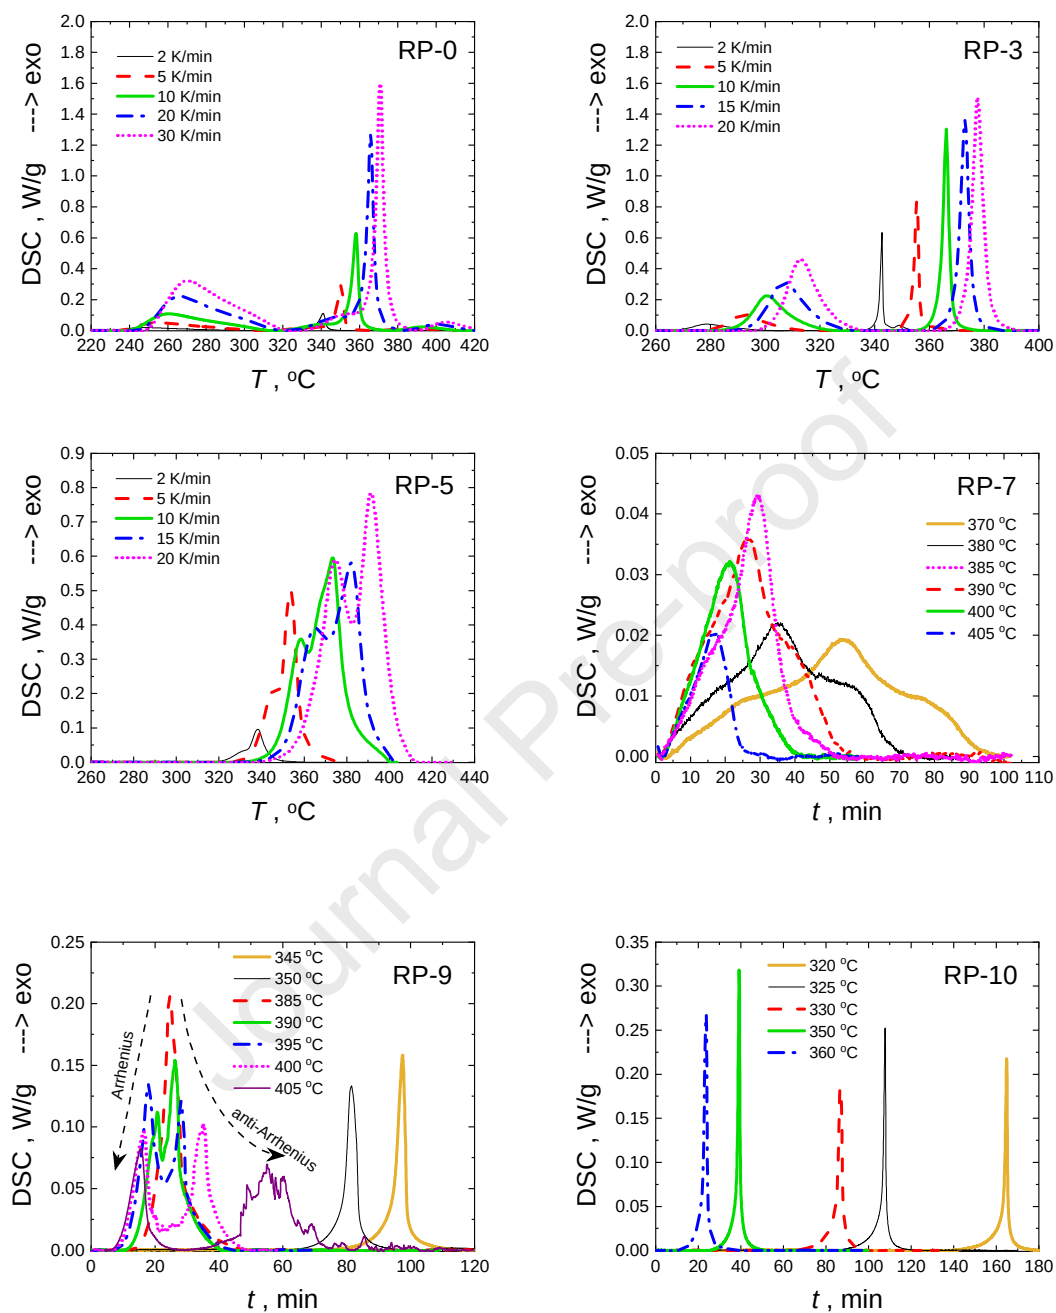 RP-0
2 K/min
5 K/min
10 K/min
20 K/min
30 K/min
DSC , W/g ---> exo
0.0 0.2 0.4 0.6 0.8 1.0 1.2 1.4 1.6 1.8 2.0
220 240 260 280 300 320 340 360 380 400 420
T , °C
RP-3
2 K/min
5 K/min
10 K/min
15 K/min
20 K/min
DSC , W/g ---> exo
0.0 0.2 0.4 0.6 0.8 1.0 1.2 1.4 1.6 1.8 2.0
260 280 300 320 340 360 380 400
T , °C
RP-5
2 K/min
5 K/min
10 K/min
15 K/min
20 K/min
DSC , W/g ---> exo
0.0 0.1 0.2 0.3 0.4 0.5 0.6 0.7 0.8 0.9
260 280 300 320 340 360 380 400 420 440
T , °C
RP-7
370 °C
380 °C
385 °C
390 °C
400 °C
405 °C
DSC , W/g ---> exo
0.00 0.01 0.02 0.03 0.04 0.05
0 10 20 30 40 50 60 70 80 90 100 110
t , min
RP-9
345 °C
350 °C
385 °C
390 °C
395 °C
400 °C
405 °C
Arrhenius
anti-Arrhenius
DSC , W/g ---> exo
0.00 0.05 0.10 0.15 0.20 0.25
0 20 40 60 80 100 120
t , min
RP-10
320 °C
325 °C
330 °C
350 °C
360 °C
DSC , W/g ---> exo
0.00 0.05 0.10 0.15 0.20 0.25 0.30 0.35
0 20 40 60 80 100 120 140 160 180
t , min
Journal Pre-proof